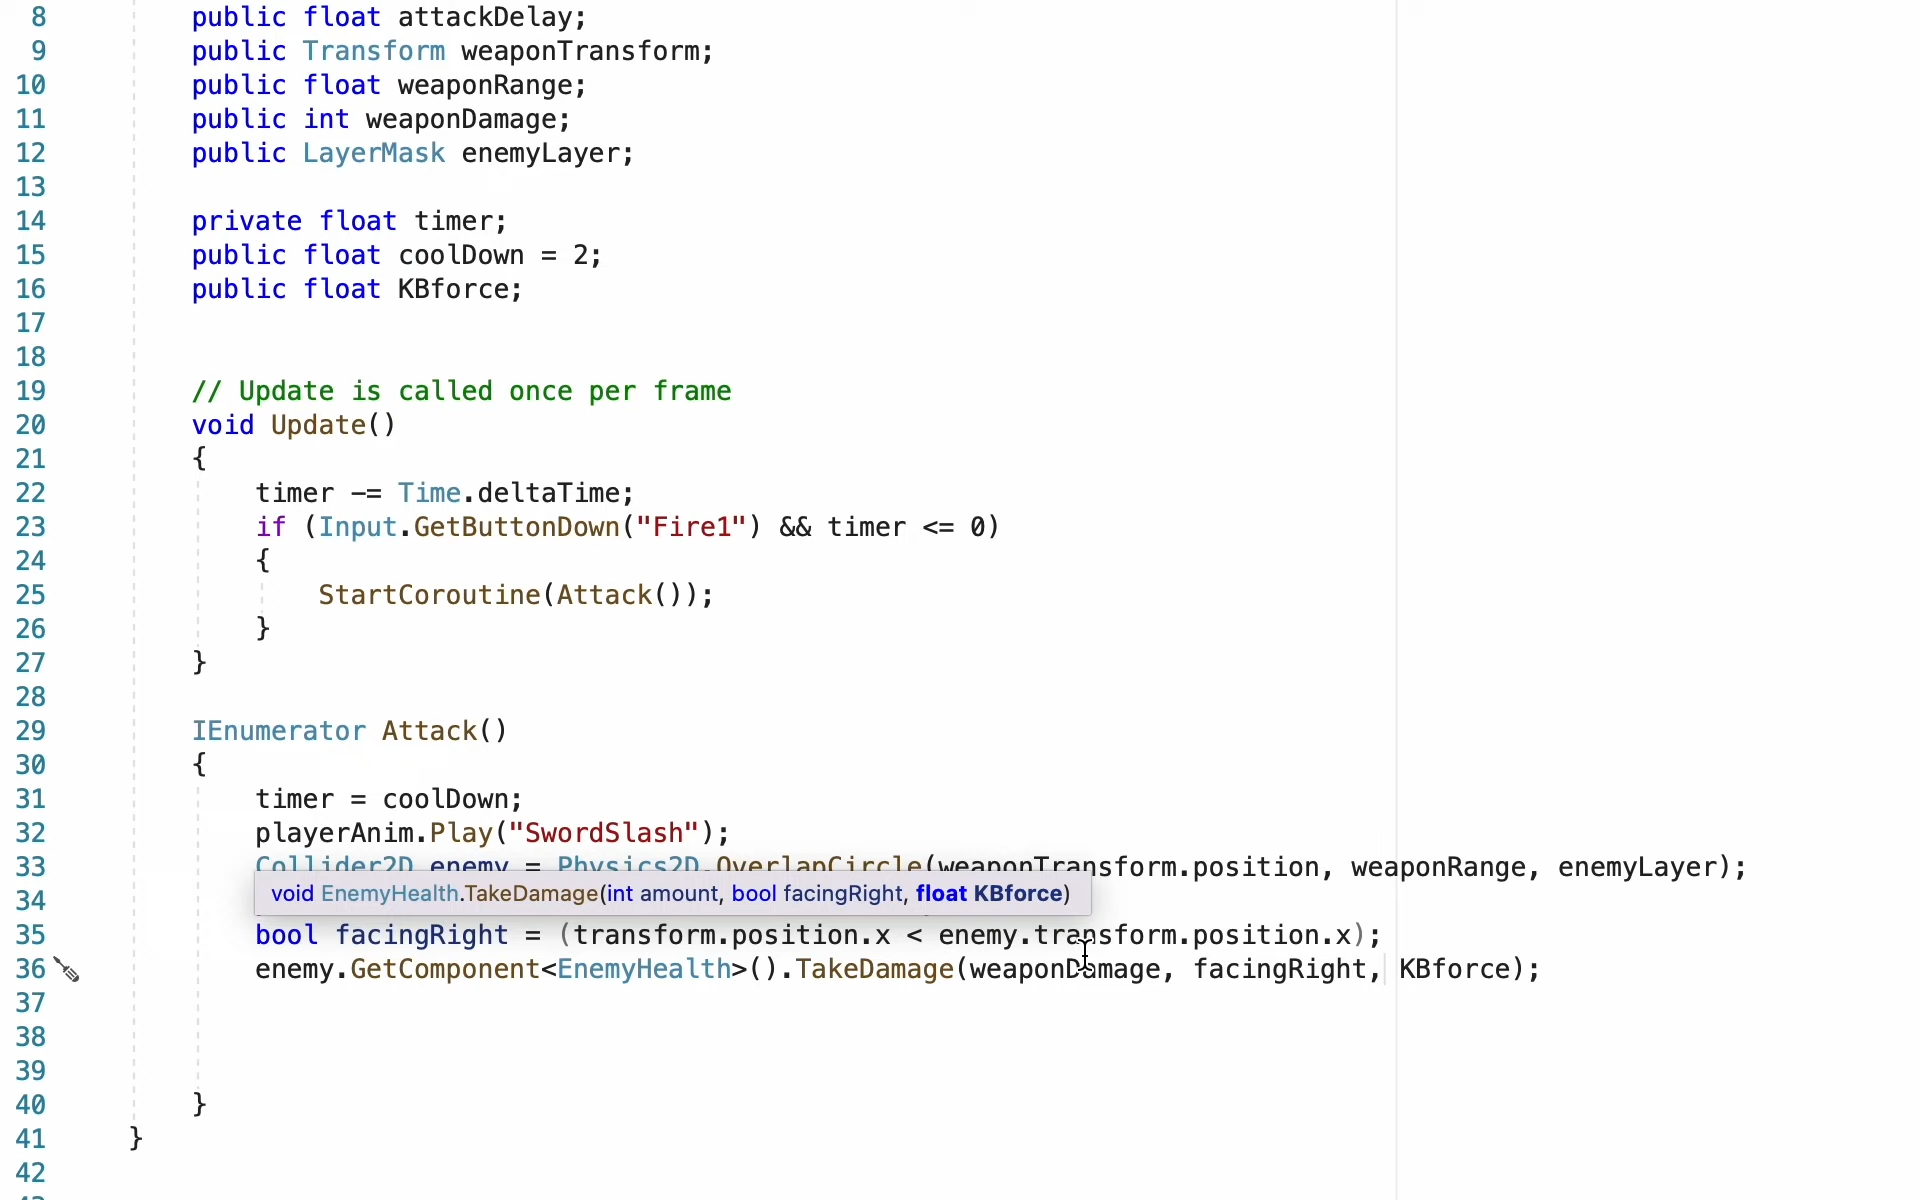 8 public float attackDelay;
9 public Transform weaponTransform;
10 public float weaponRange;
11 public int weaponDamage;
12 public LayerMask enemyLayer;
13
14 private float timer;
15 public float coolDown = 2;
16 public float KBforce;
17
18
19 // Update is called once per frame
20 void Update()
21 {
22 timer -= Time.deltaTime;
23 if (Input.GetButtonDown("Fire1") && timer <= 0)
24 {
25 StartCoroutine(Attack());
26 }
27 }
28
29 IEnumerator Attack()
30 {
31 timer = coolDown;
32 playerAnim.Play("SwordSlash");
33 Collider2D enemy = Physics2D.OverlapCircle(weaponTransform.position, weaponRange, enemyLayer);
34 void EnemyHealth.TakeDamage(int amount, bool facingRight, float KBforce)
35 bool facingRight = (transform.position.x < enemy.transform.position.x);
36 enemy.GetComponent<EnemyHealth>().TakeDamage(weaponDamage, facingRight, KBforce);
37
38
39
40 }
41 }
42